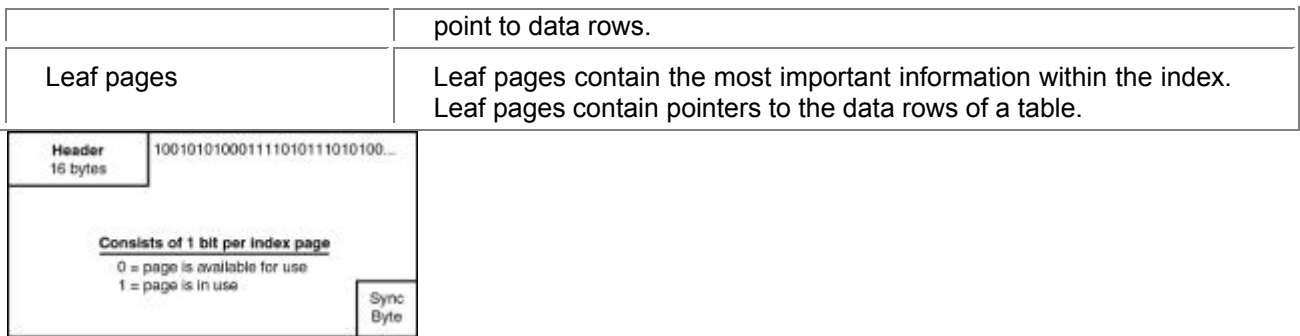 point to data rows.
Leaf pages
Leaf pages contain the most important information within the index.
Leaf pages contain pointers to the data rows of a table.
Header
16 bytes
1001010100011110101110101００...
Consists of 1 bit per index page
0 = page is available for use
1 = page is in use
Sync
Byte